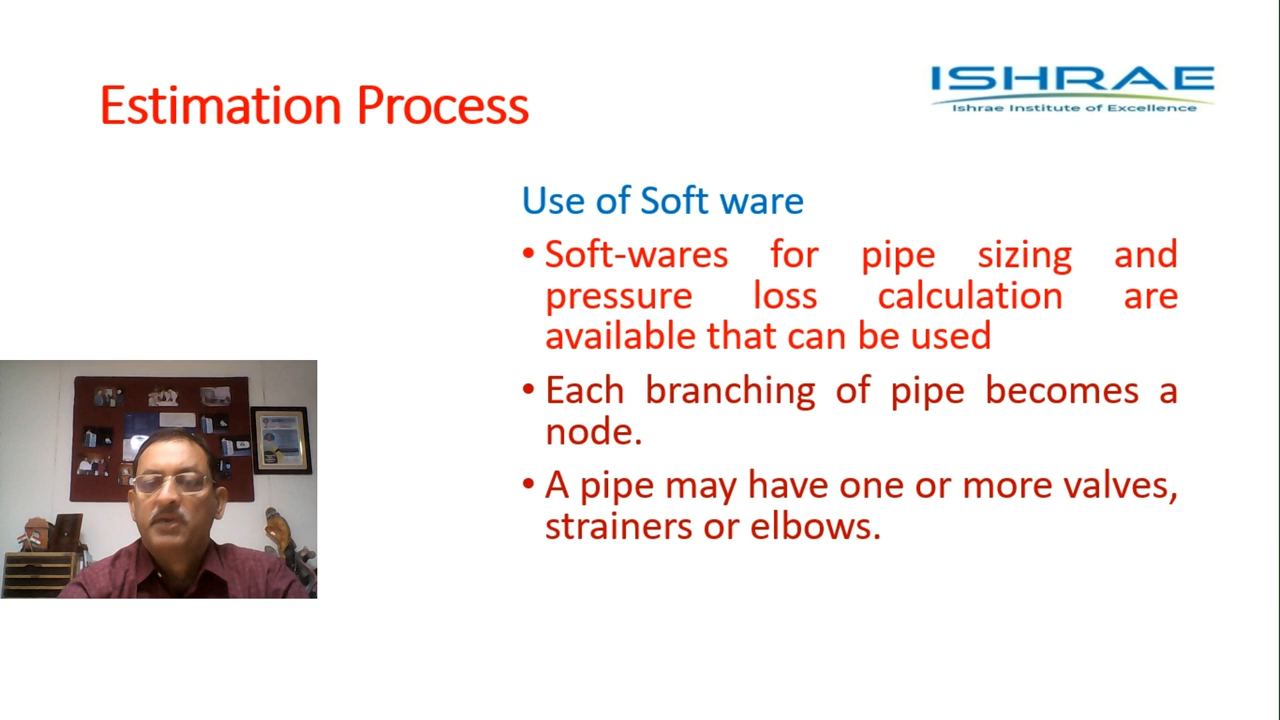 ISHRAE
Ishrae Institute of Excellence
Estimation Process
Use of Soft ware
• Soft-wares for pipe sizing and
pressure loss calculation are
available that can be used
• Each branching of pipe becomes a
node.
• A pipe may have one or more valves,
strainers or elbows.